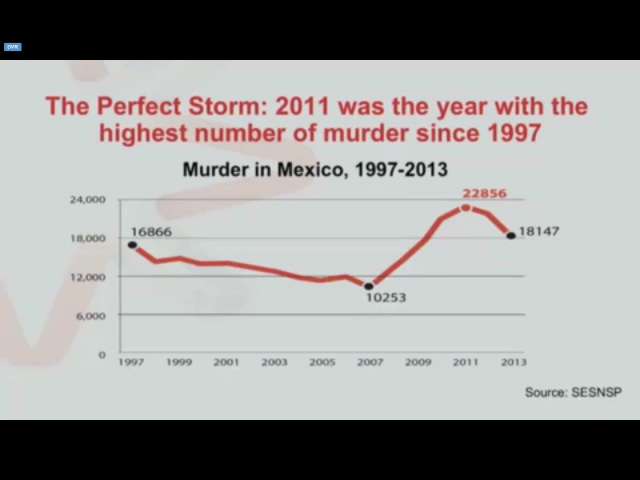 DVR
The Perfect Storm: 2011 was the year with the
highest number of murder since 1997
Murder in Mexico, 1997-2013
24,000
22856
16866
18,000
18147
12,000
10253
6,000
0
1997 1999 2001 2003 2005 2007 2009 2011 2013
Source: SESNSP